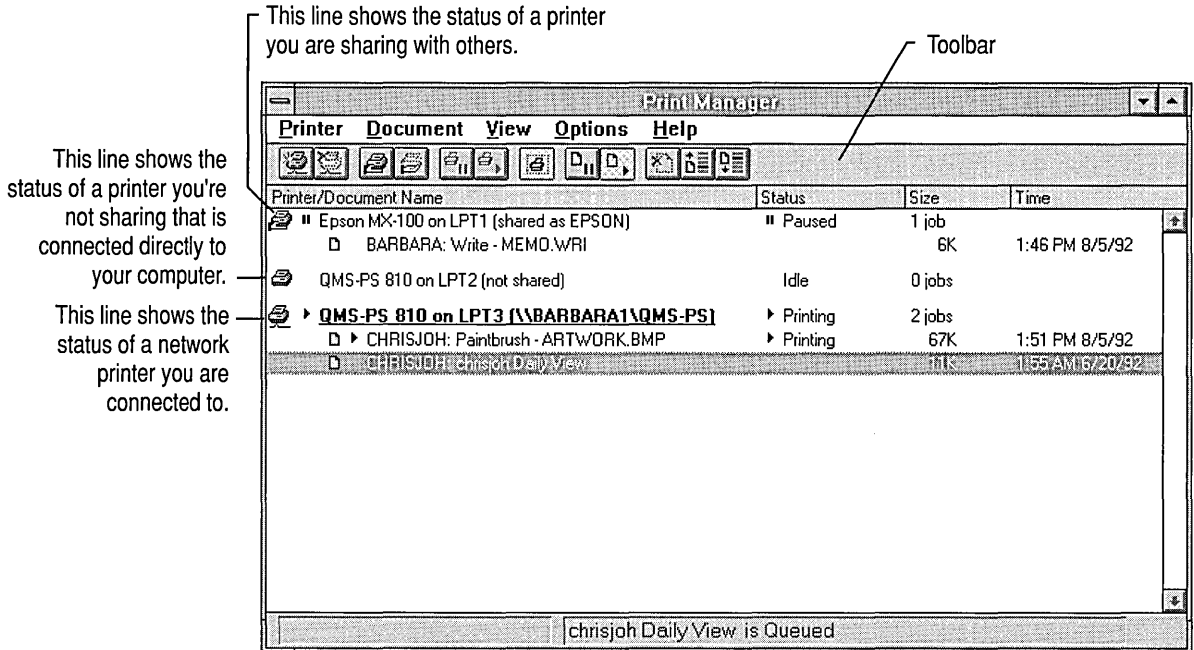 This line shows the status of a printer
you are sharing with others.
Toolbar
Print Manager
Printer Document View Options Help
This line shows the
status of a printer you're
not sharing that is
connected directly to
your computer.
Printer/Document Name Status Size Time
Epson MX-100 on LPT1 (shared as EPSON) Paused 1 job
BARBARA: Write - MEMO.WRI 6K 1:46 PM 8/5/92
QMS-PS 810 on LPT2 (not shared) Idle 0 jobs
This line shows the
status of a network
printer you are
connected to.
QMS-PS 810 on LPT3 (\\BARBARA1\QMS-PS) Printing 2 jobs
CHRISJOH: Paintbrush - ARTWORK.BMP Printing 67K 1:51 PM 8/5/92
CHRISJOH: chrisjoh Daily View 11K 1:55 AM 6/20/92
chrisjoh Daily View is Queued